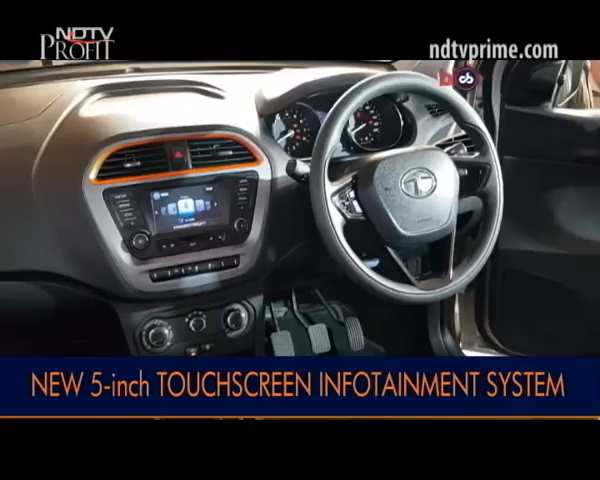 NDTV
PROFIT
ndtvprime.com
NEW 5-inch TOUCHSCREEN INFOTAINMENT SYSTEM